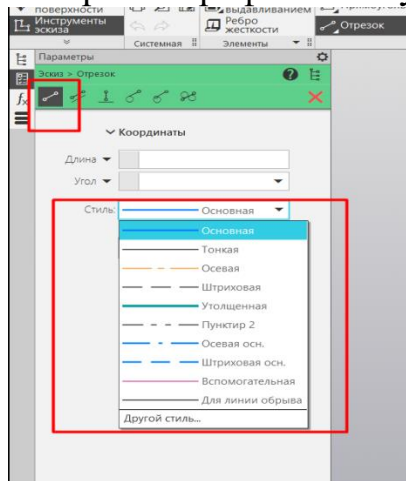 поверхности
выдавливанием
Инструменты
эскиза
Ребро
жесткости
Отрезок
Системная
Элементы
Параметры
Эскиз > Отрезок
?
fx
Координаты
Длина
Угол
Стиль:
Основная
Основная
Тонкая
Осевая
Штриховая
Утолщенная
Пунктир 2
Осевая осн.
Штриховая осн.
Вспомогательная
Для линии обрыва
Другой стиль...